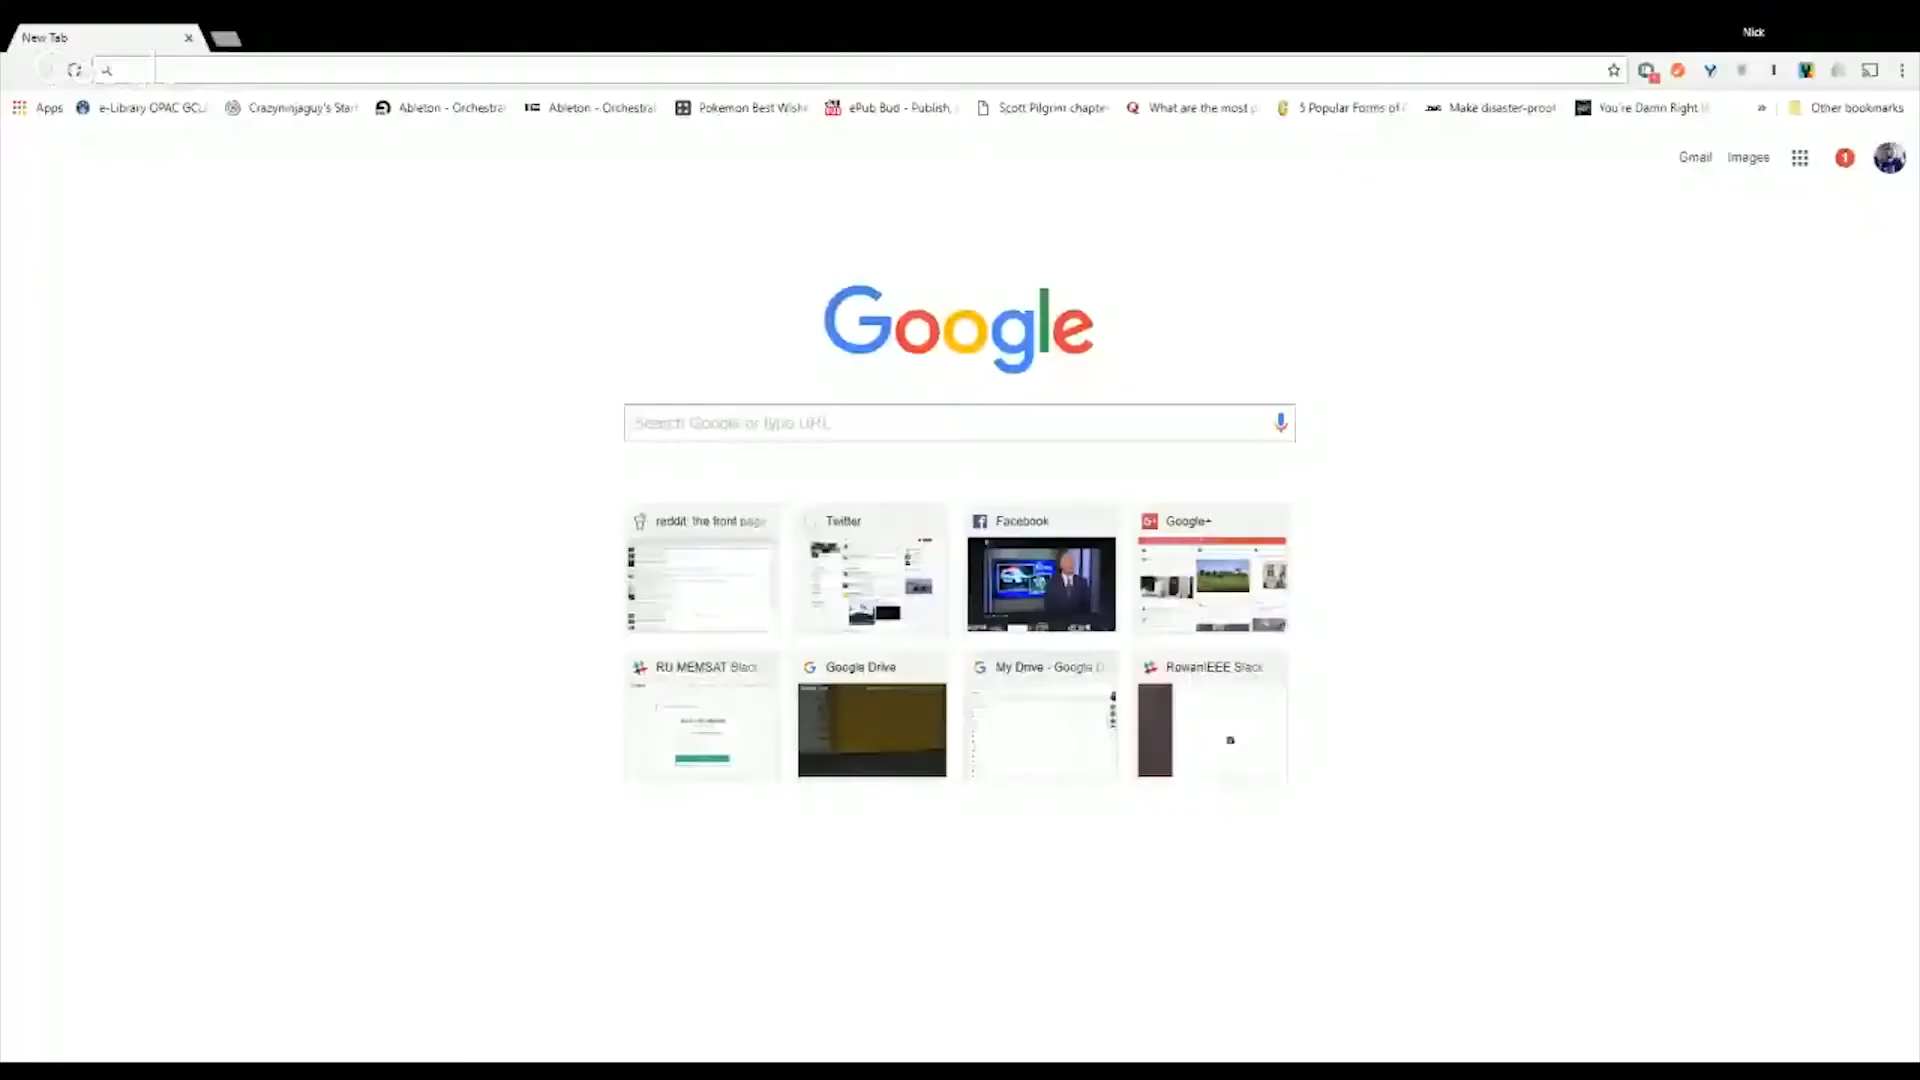 New Tab
Nick
Apps e-Library OPAC GCU Crazyninjaguy's Start Ableton - Orchestra Ableton - Orchestral Pokemon Best Wishe ePub Bud - Publish, Scott Pilgrim chapte What are the most p 5 Popular Forms of Make disaster-proof You're Damn Right » Other bookmarks
Gmail Images 1
Google
Search Google or type URL
reddit: the front page Twitter Facebook Google+
RU MEMSAT Slack Google Drive My Drive - Google D RowanIEEE Slack